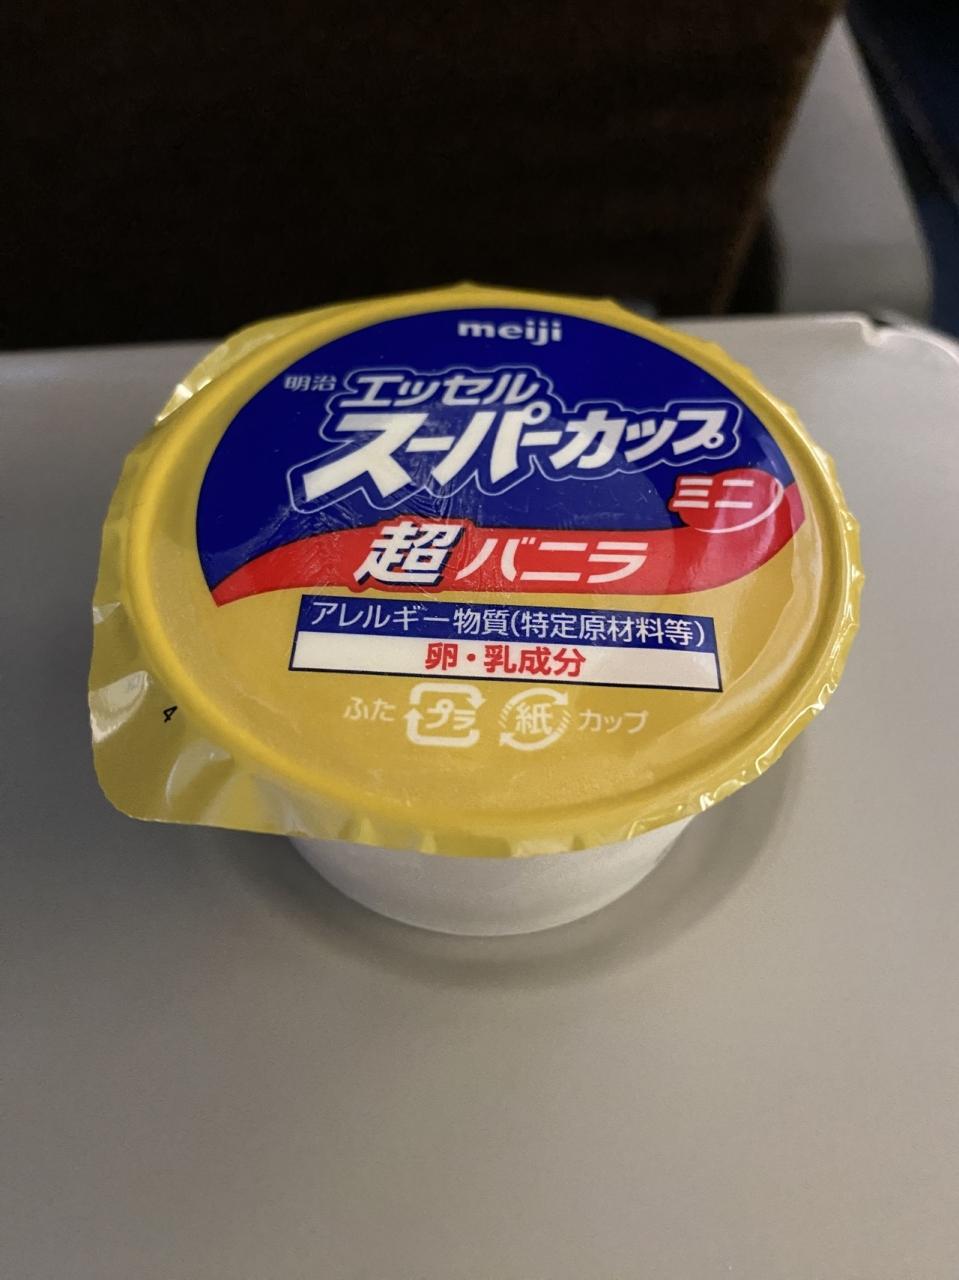 meiji
明治 エッセル
スーパーカップ
ミニ
超バニラ
アレルギー物質(特定原材料等)
卵・乳成分
ふた プラ 紙 カップ
4